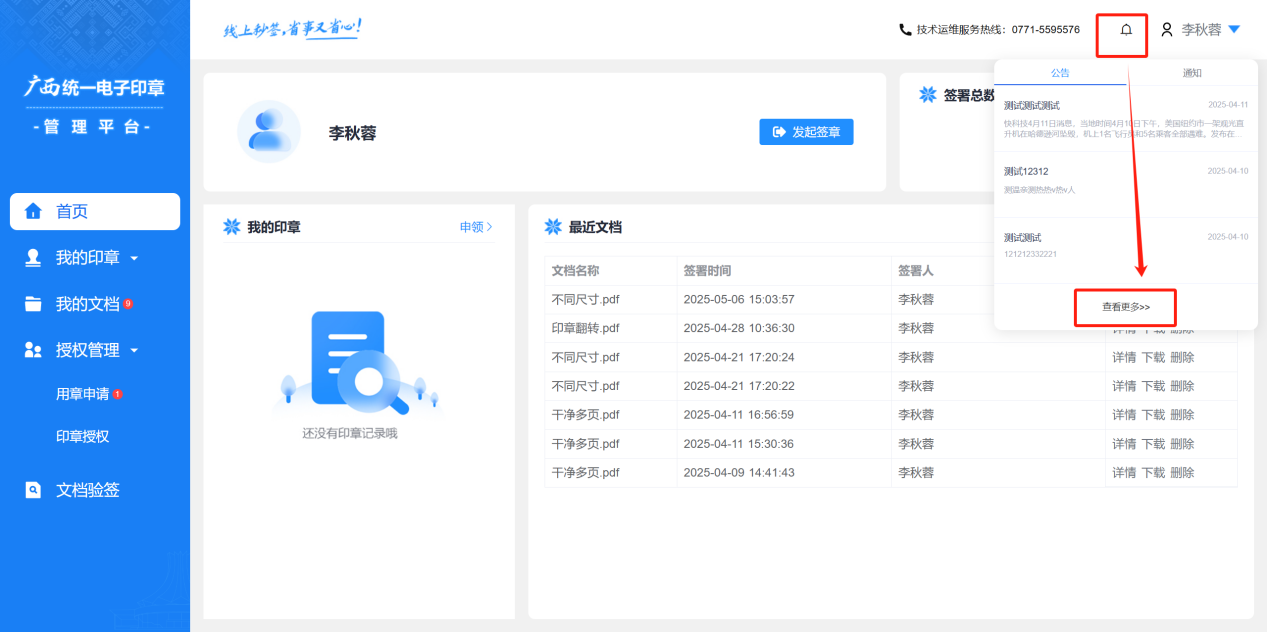 广西统一电子印章
-管理平台-
首页
我的印章
我的文档 9
授权管理
用章申请 1
印章授权
文档验签
线上秒签,省事又省心!
技术运维服务热线：0771-5595576
李秋蓉
李秋蓉
发起签章
签署总数
公告 通知
测试测试测试 2025-04-11
快科技4月11日消息，当地时间4月10日下午，美国纽约市一架观光直
升机在哈德逊河坠毁，机上1名飞行员和5名乘客全部遇难。发布在...
测试12312 2025-04-10
测温亲测热热v热v人
测试测试 2025-04-10
121212332221
查看更多>>
我的印章 申领
还没有印章记录哦
最近文档
文档名称 签署时间 签署人
不同尺寸.pdf 2025-05-06 15:03:57 李秋蓉
印章翻转.pdf 2025-04-28 10:36:30 李秋蓉 详情 下载 删除
不同尺寸.pdf 2025-04-21 17:20:24 李秋蓉 详情 下载 删除
不同尺寸.pdf 2025-04-21 17:20:22 李秋蓉 详情 下载 删除
干净多页.pdf 2025-04-11 16:56:59 李秋蓉 详情 下载 删除
干净多页.pdf 2025-04-11 15:30:36 李秋蓉 详情 下载 删除
干净多页.pdf 2025-04-09 14:41:43 李秋蓉 详情 下载 删除